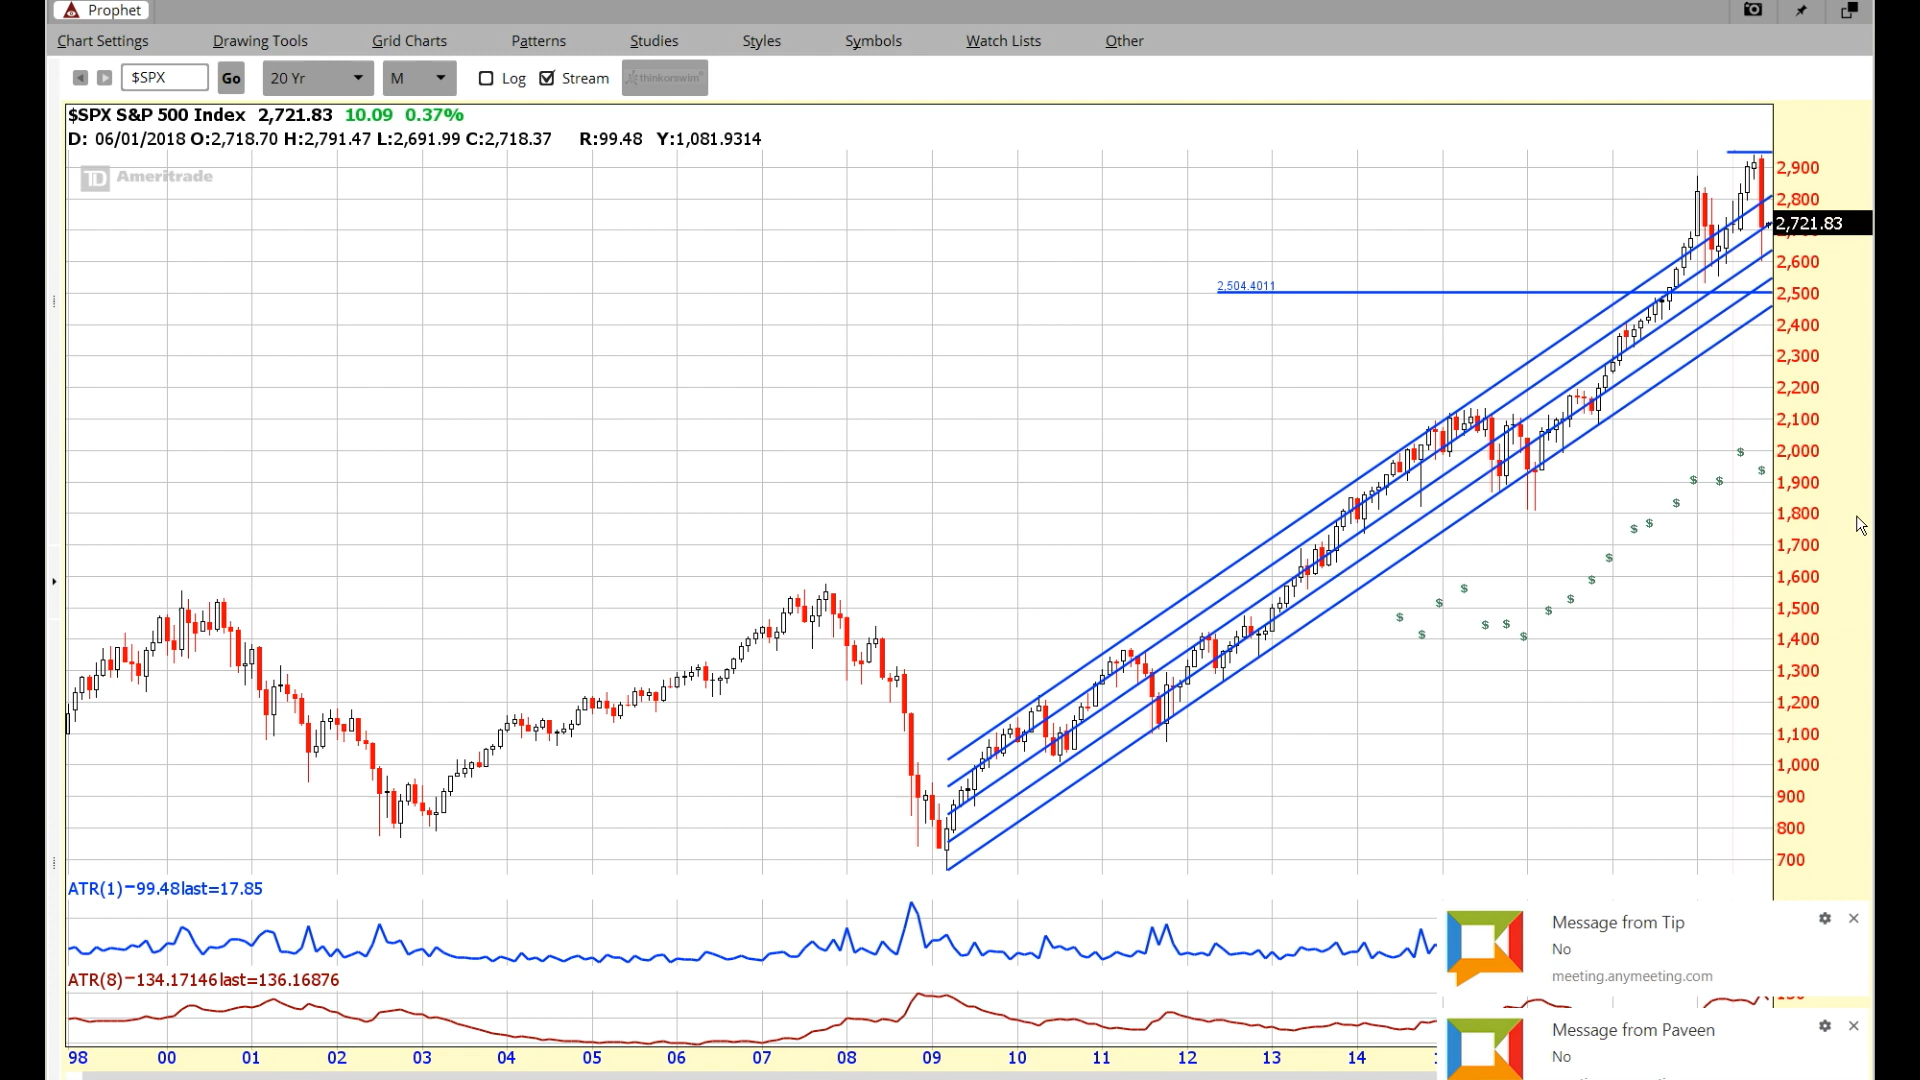 Prophet
Chart Settings Drawing Tools Grid Charts Patterns Studies Styles Symbols Watch Lists Other
$SPX Go 20 Yr M Log Stream thinkorswim
$SPX S&P 500 Index 2,721.83 10.09 0.37%
D: 06/01/2018 O:2,718.70 H:2,791.47 L:2,691.99 C:2,718.37 R:99.48 Y:1,081.9314
TD Ameritrade
2,900
2,800
2,721.83
2,600
2,504.4011
2,500
2,400
2,300
2,200
2,100
2,000
1,900
1,800
1,700
1,600
1,500
1,400
1,300
1,200
1,100
1,000
900
800
700
ATR(1)-99.48last=17.85
Message from Tip
No
meeting.anymeeting.com
ATR(8)-134.17146last=136.16876
Message from Paveen
No
98 00 01 02 03 04 05 06 07 08 09 10 11 12 13 14